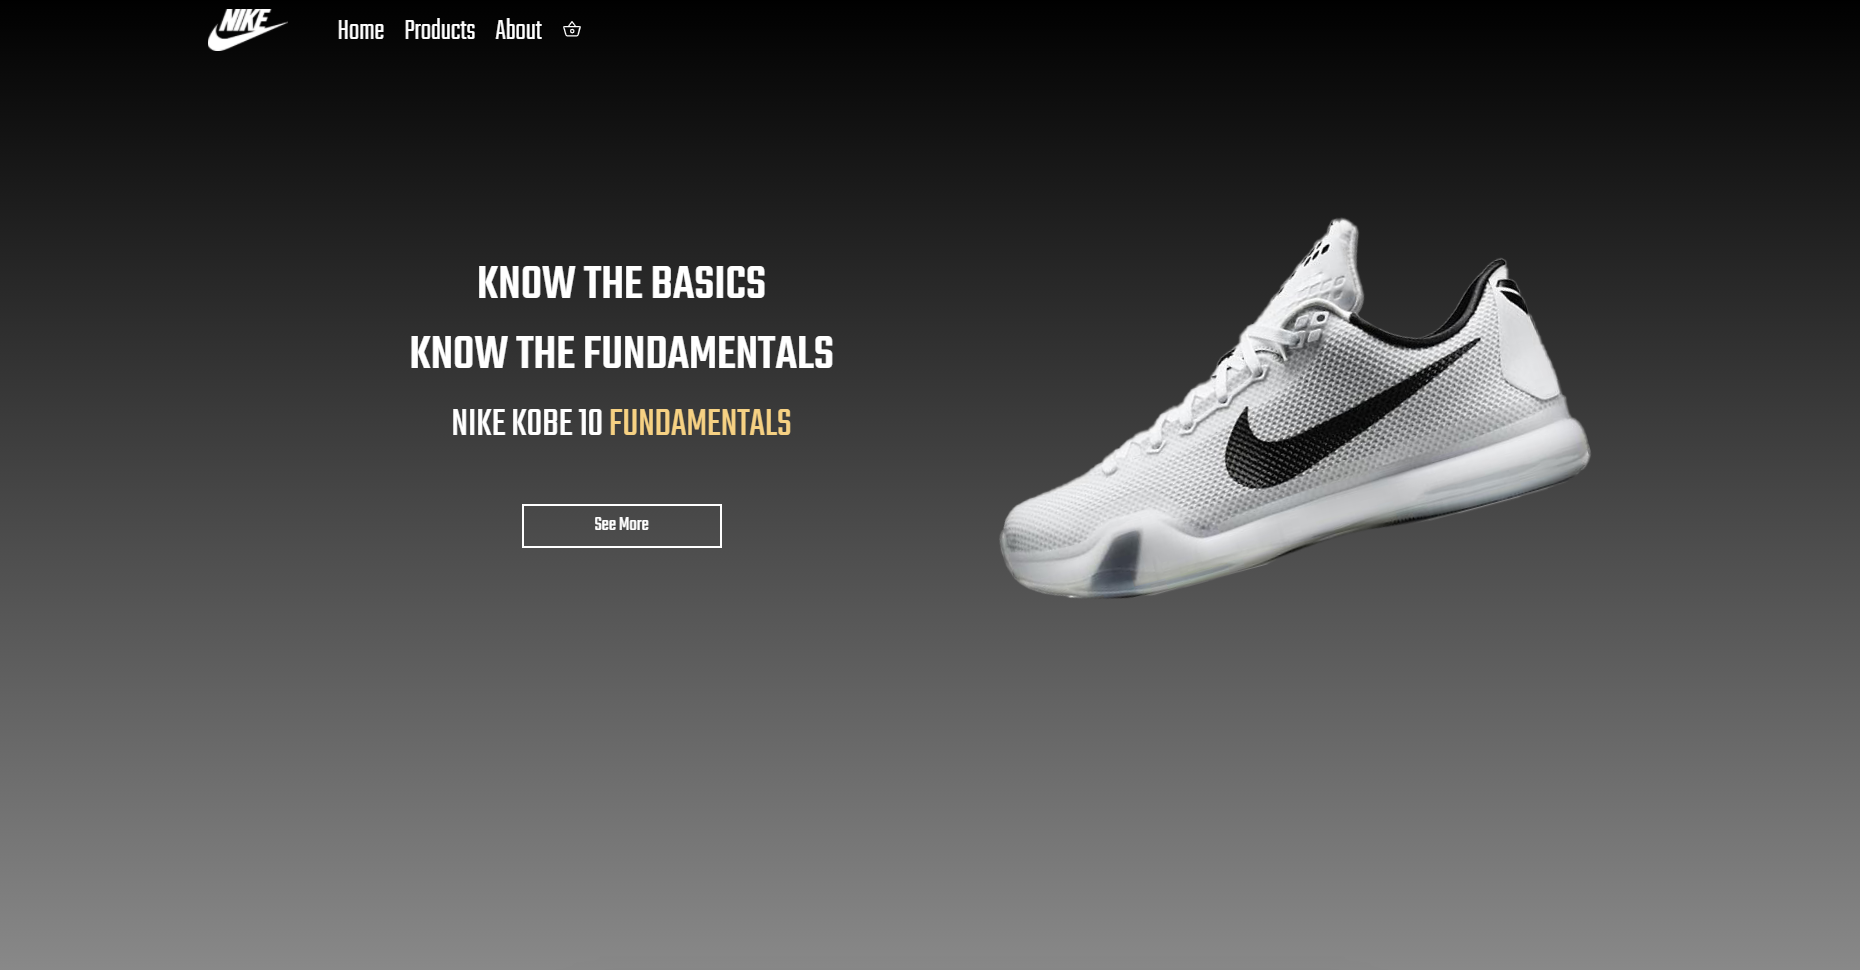 NIKE
Home Products About
KNOW THE BASICS
KNOW THE FUNDAMENTALS
NIKE KOBE 10 FUNDAMENTALS
See More